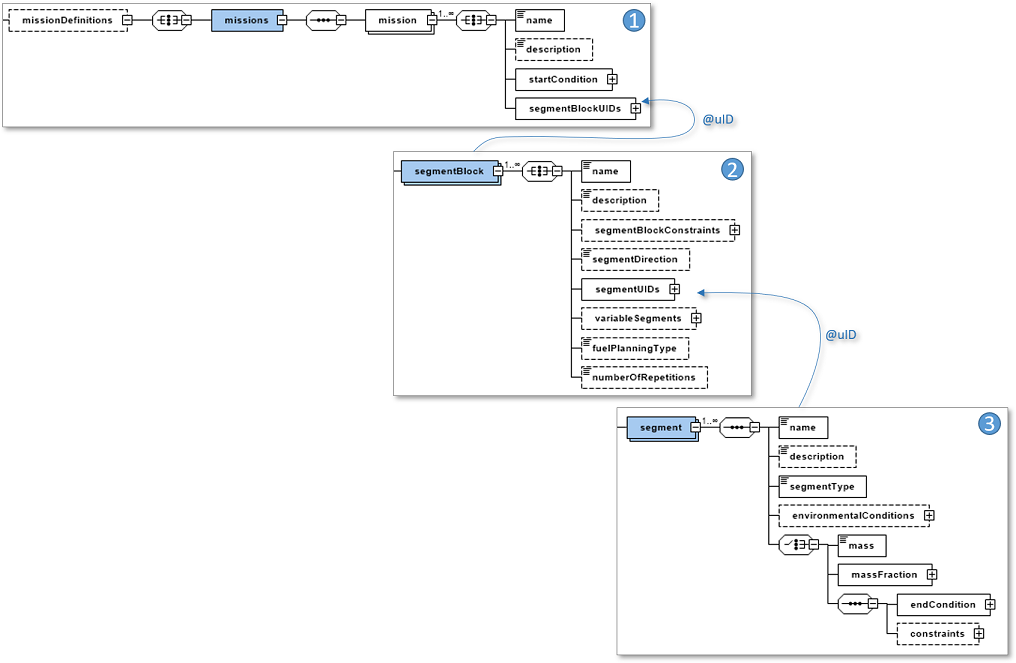 missionDefinitions
missions
mission
1..∞
name
description
startCondition
segmentBlockUIDs
1
@uID
segmentBlock
1..∞
name
description
segmentBlockConstraints
segmentDirection
segmentUIDs
variableSegments
fuelPlanningType
numberOfRepetitions
2
@uID
segment
1..∞
name
description
segmentType
environmentalConditions
mass
massFraction
endCondition
constraints
3